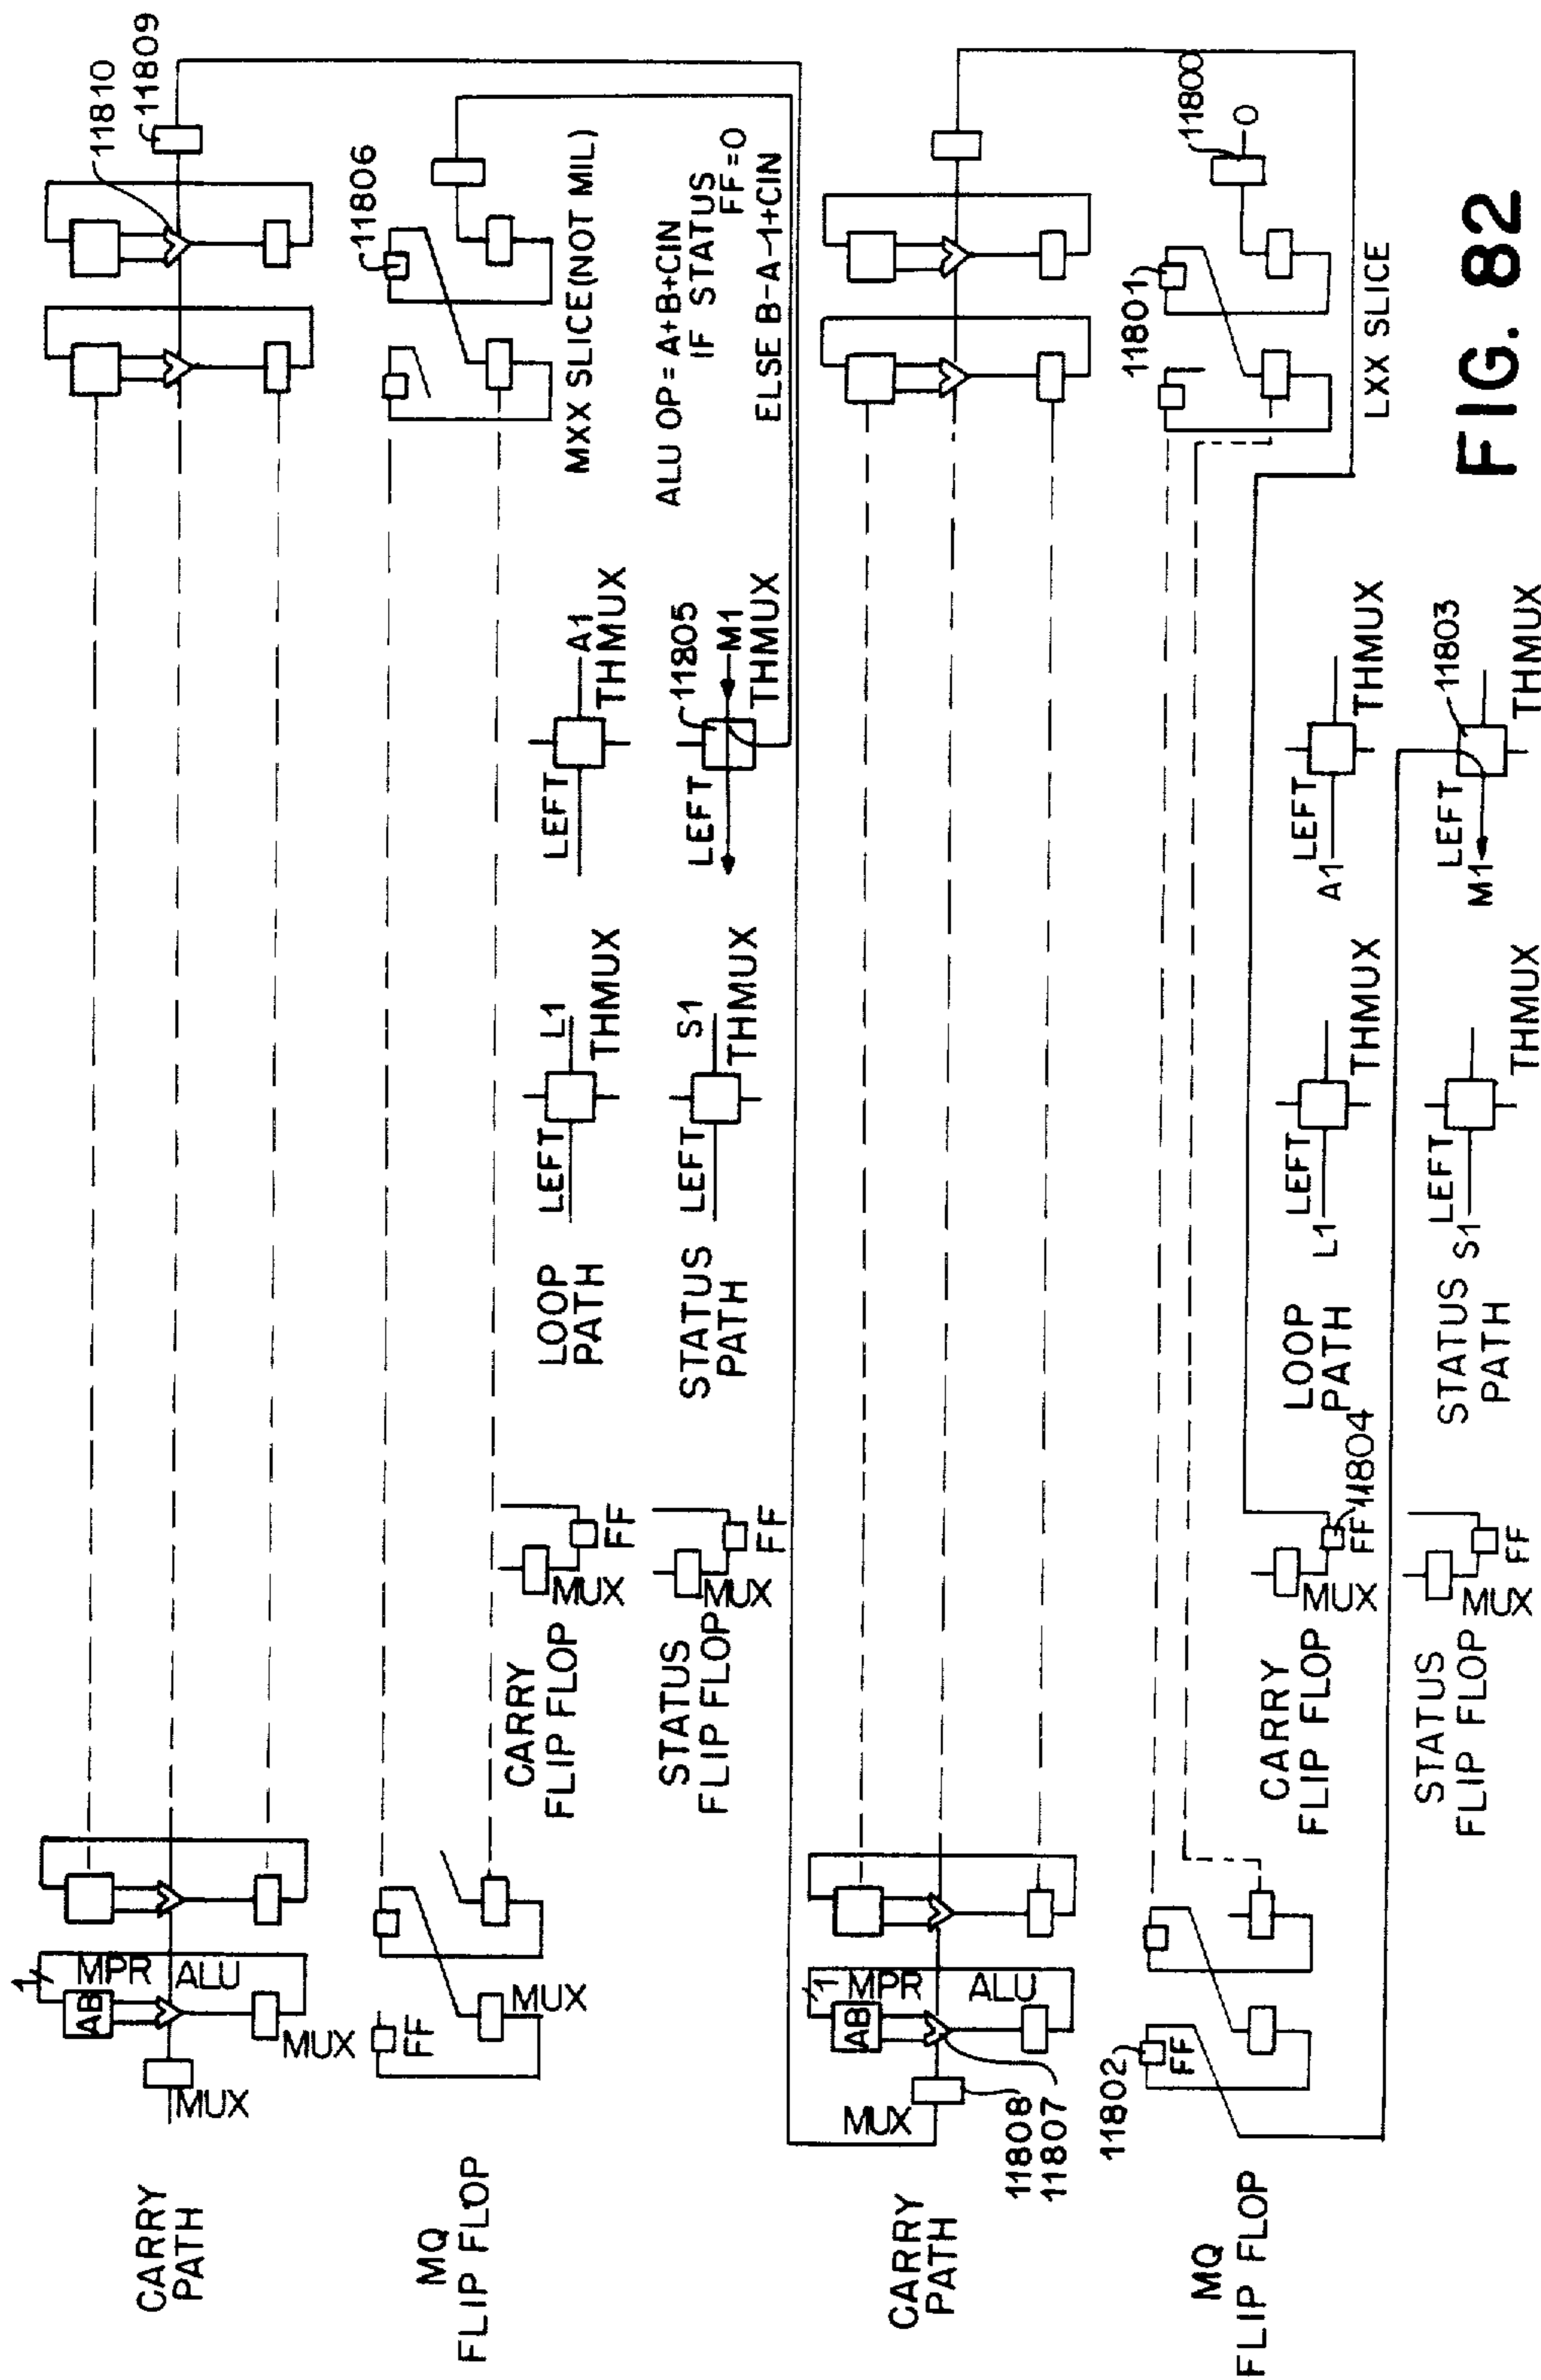 CARRY
PATH
MUX
1
MPR
ALU
AB
MUX
11810
11809
MQ
FLIP FLOP
FF
MUX
11806
MXX SLICE(NOT MIL)
CARRY
FLIP FLOP
MUX
FF
LOOP
PATH
LEFT
L1
THMUX
LEFT
A1
THMUX
STATUS
FLIP FLOP
MUX
FF
STATUS
PATH
LEFT
S1
THMUX
LEFT
11805
M1
THMUX
ALU OP = A+B+CIN
IF STATUS
FF=0
ELSE B-A-1+CIN
CARRY
PATH
MUX
1
MPR
ALU
AB
11808
11807
MQ
FLIP FLOP
11802
FF
11801
11800
0
LXX SLICE
CARRY
FLIP FLOP
MUX
FF
11804
LOOP
PATH
L1
LEFT
THMUX
A1
LEFT
THMUX
STATUS
FLIP FLOP
MUX
FF
STATUS
PATH
S1
LEFT
THMUX
M1
LEFT
11803
THMUX
FIG. 82